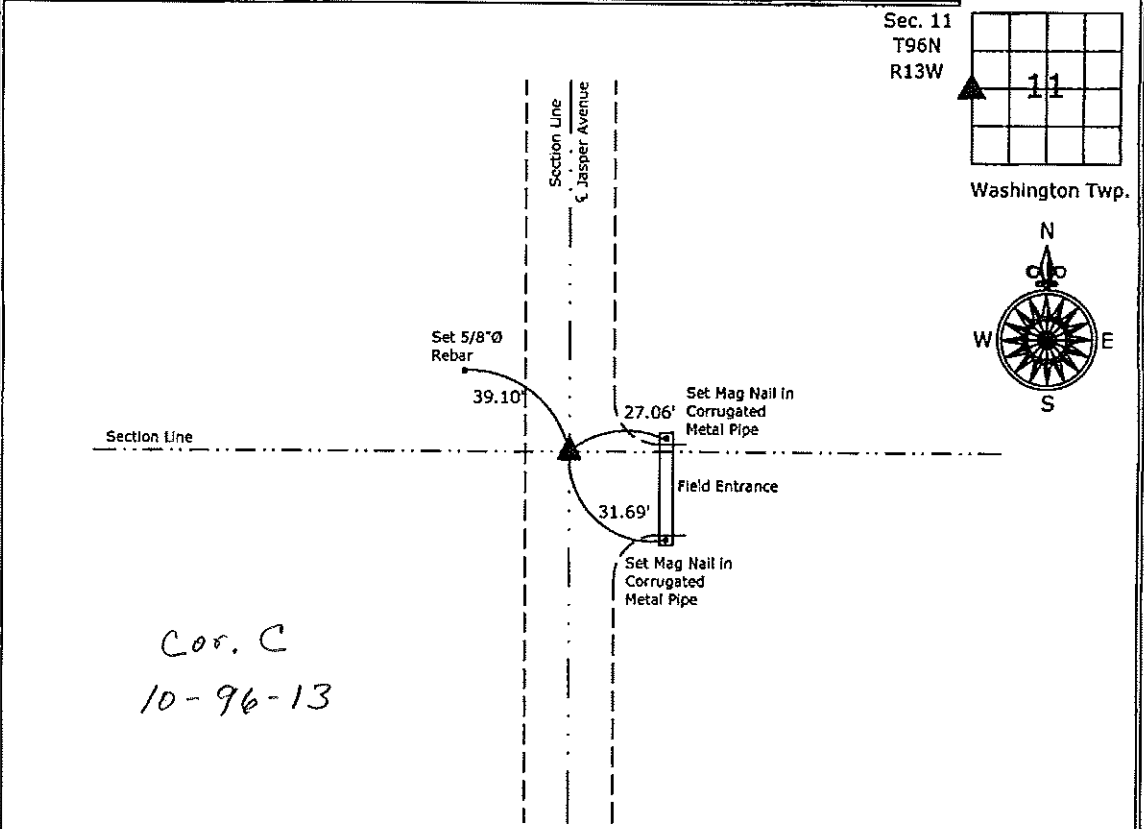 Sec. 11
T96N
R13W
11
Washington Twp.
N
W
E
S
Section Line
℄ Jasper Avenue
Set 5/8"Ø
Rebar
39.10'
27.06'
Set Mag Nail in
Corrugated
Metal Pipe
Section Line
Field Entrance
31.69'
Set Mag Nail in
Corrugated
Metal Pipe
Cor. C
10-96-13